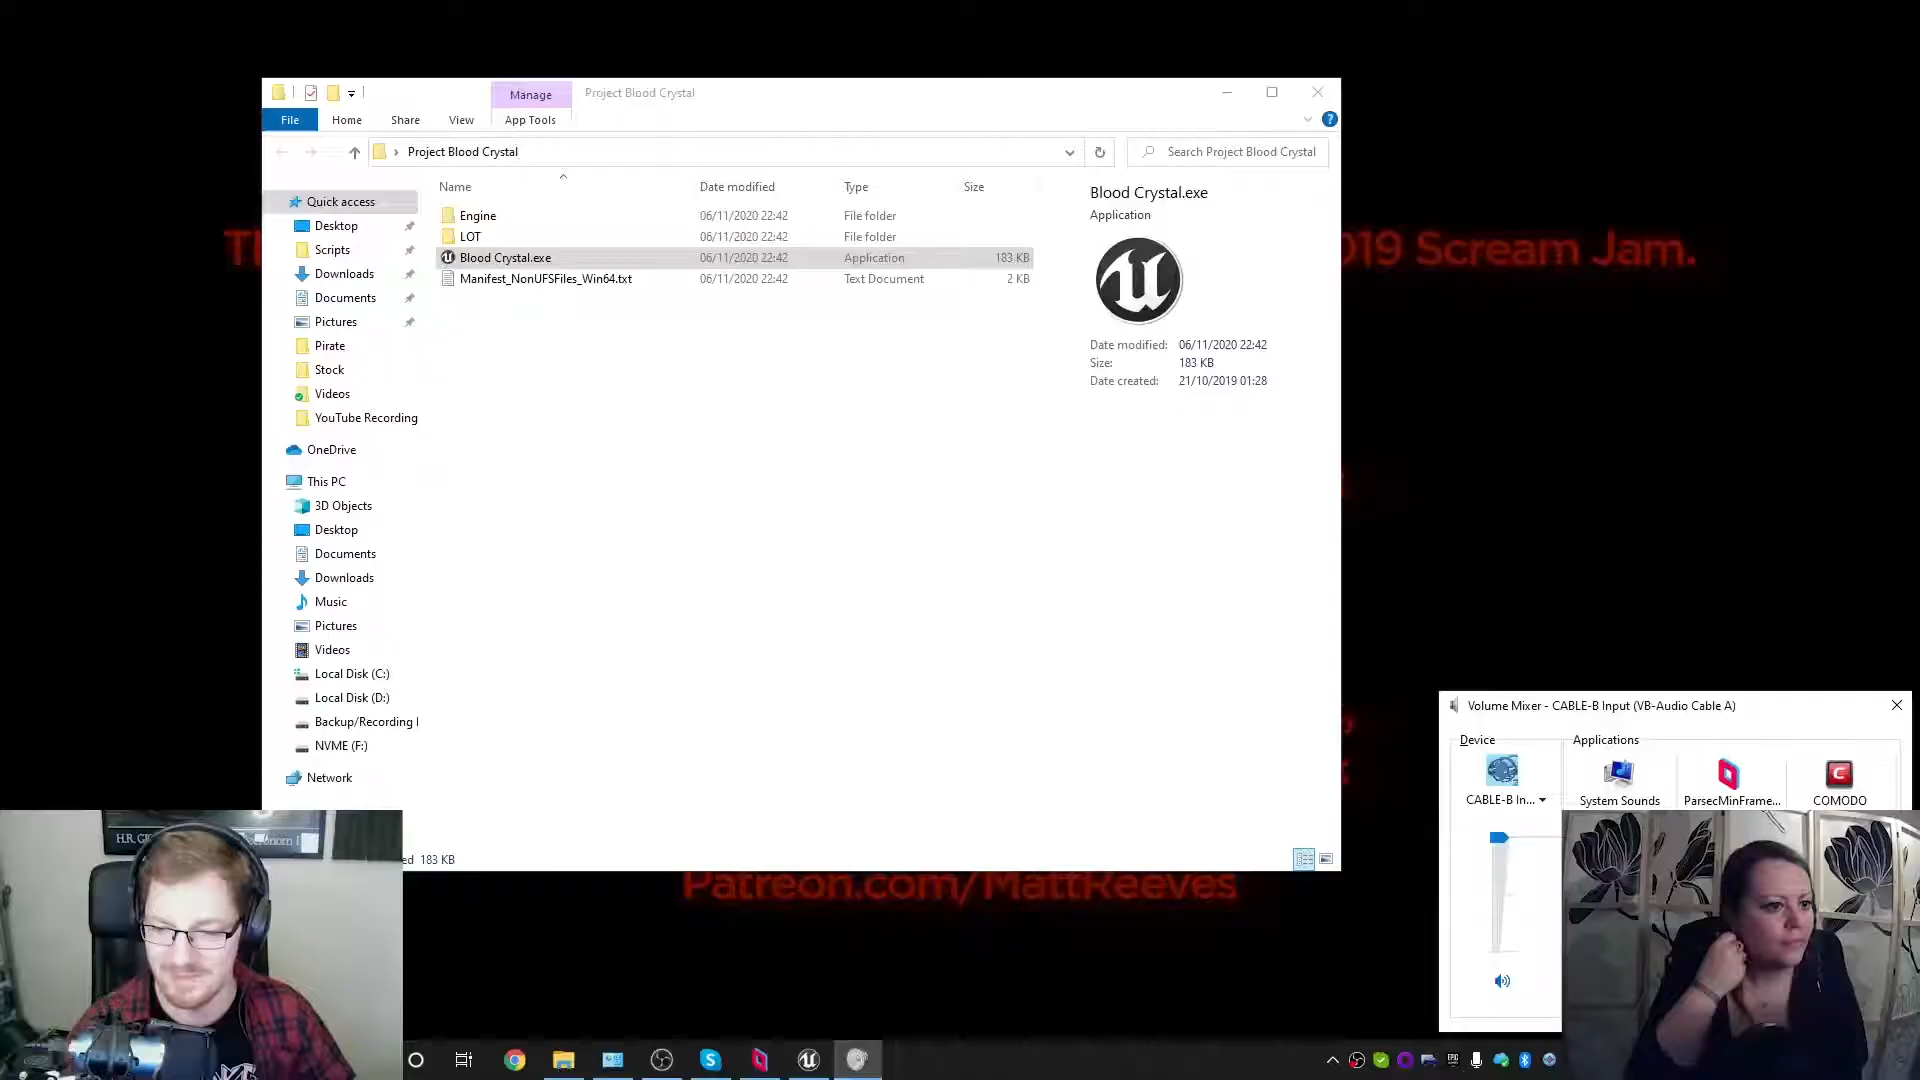 Manage
Project Blood Crystal
File
Home
Share
View
App Tools
Project Blood Crystal
Search Project Blood Crystal
Name
Date modified
Type
Size
Quick access
Desktop
Scripts
Downloads
Documents
Pictures
Pirate
Stock
Videos
YouTube Recording
OneDrive
This PC
3D Objects
Desktop
Documents
Downloads
Music
Pictures
Videos
Local Disk (C:)
Local Disk (D:)
Backup/Recording
NVME (F:)
Network
Engine 06/11/2020 22:42 File folder
LOT 06/11/2020 22:42 File folder
Blood Crystal.exe 06/11/2020 22:42 Application 183 KB
Manifest_NonUFSFiles_Win64.txt 06/11/2020 22:42 Text Document 2 KB
Blood Crystal.exe
Application
Date modified: 06/11/2020 22:42
Size: 183 KB
Date created: 21/10/2019 01:28
019 Scream Jam.
183 KB
Patreon.com/MattReeves
Volume Mixer - CABLE-B Input (VB-Audio Cable A)
Device
Applications
CABLE-B In...
System Sounds
ParsecMinFrame...
COMODO
H.R.
EPIC